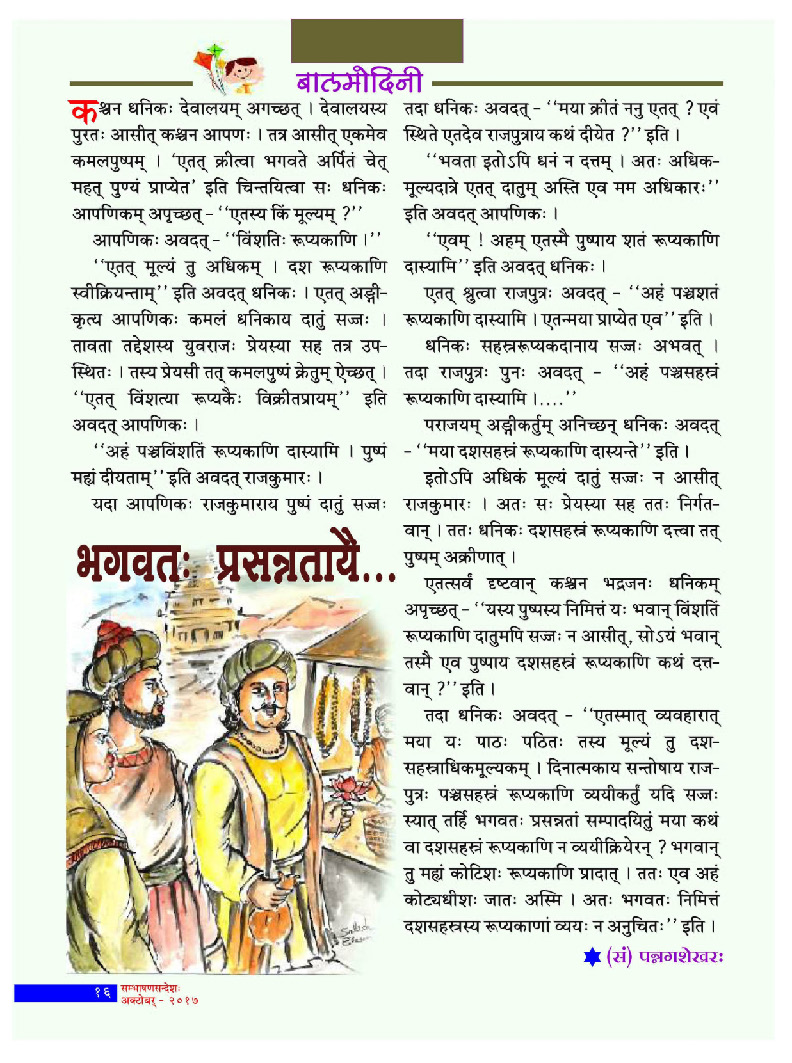 बालमोदिनी
कश्चन धनिकः देवालयम् अगच्छत् । देवालयस्य
पुरतः आसीत् कश्चन आपणः । तत्र आसीत् एकमेव
कमलपुष्पम् । ‘एतत् क्रीत्वा भगवते अर्पितं चेत्
महत् पुण्यं प्राप्येत’ इति चिन्तयित्वा सः धनिकः
आपणिकम् अपृच्छत् - ‘‘एतस्य किं मूल्यम् ?’’
आपणिकः अवदत् - ‘‘विंशतिः रूप्यकाणि ।’’
‘‘एतत् मूल्यं तु अधिकम् । दश रूप्यकाणि
स्वीक्रियन्ताम्’’ इति अवदत् धनिकः । एतत् अङ्गी-
कृत्य आपणिकः कमलं धनिकाय दातुं सज्जः ।
तावता तद्देशस्य युवराजः प्रेयस्या सह तत्र उप-
स्थितः । तस्य प्रेयसी तत् कमलपुष्पं क्रेतुम् ऐच्छत् ।
‘‘एतत् विंशत्या रूप्यकैः विक्रीतप्रायम्’’ इति
अवदत् आपणिकः ।
‘‘अहं पञ्चविंशतिं रूप्यकाणि दास्यामि । पुष्पं
मह्यं दीयताम्’’ इति अवदत् राजकुमारः ।
यदा आपणिकः राजकुमाराय पुष्पं दातुं सज्जः
भगवतः प्रसन्नतायै...
तदा धनिकः अवदत् - ‘‘मया क्रीतं ननु एतत् ? एवं
स्थिते एतदेव राजपुत्राय कथं दीयेत ?’’ इति ।
‘‘भवता इतोऽपि धनं न दत्तम् । अतः अधिक-
मूल्यदात्रे एतत् दातुम् अस्ति एव मम अधिकारः’’
इति अवदत् आपणिकः ।
‘‘एवम् ! अहम् एतस्मै पुष्पाय शतं रूप्यकाणि
दास्यामि’’ इति अवदत् धनिकः ।
एतत् श्रुत्वा राजपुत्रः अवदत् - ‘‘अहं पञ्चशतं
रूप्यकाणि दास्यामि । एतन्मया प्राप्येत एव’’ इति ।
धनिकः सहस्ररूप्यकदानाय सज्जः अभवत् ।
तदा राजपुत्रः पुनः अवदत् - ‘‘अहं पञ्चसहस्रं
रूप्यकाणि दास्यामि ।....’’
पराजयम् अङ्गीकर्तुम् अनिच्छन् धनिकः अवदत्
- ‘‘मया दशसहस्रं रूप्यकाणि दास्यन्ते’’ इति ।
इतोऽपि अधिकं मूल्यं दातुं सज्जः न आसीत्
राजकुमारः । अतः सः प्रेयस्या सह ततः निर्गत-
वान् । ततः धनिकः दशसहस्रं रूप्यकाणि दत्त्वा तत्
पुष्पम् अक्रीणात् ।
एतत्सर्वं दृष्टवान् कश्चन भद्रजनः धनिकम्
अपृच्छत् - ‘‘यस्य पुष्पस्य निमित्तं यः भवान् विंशतिं
रूप्यकाणि दातुमपि सज्जः न आसीत्, सोऽयं भवान्
तस्मै एव पुष्पाय दशसहस्रं रूप्यकाणि कथं दत्त-
वान् ?’’ इति ।
तदा धनिकः अवदत् - ‘‘एतस्मात् व्यवहारात्
मया यः पाठः पठितः तस्य मूल्यं तु दश-
सहस्राधिकमूल्यकम् । दिनात्मकाय सन्तोषाय राज-
पुत्रः पञ्चसहस्रं रूप्यकाणि व्ययीकर्तुं यदि सज्जः
स्यात् तर्हि भगवतः प्रसन्नतां सम्पादयितुं मया कथं
वा दशसहस्रं रूप्यकाणि न व्ययीक्रियेरन् ? भगवान्
तु मह्यं कोटिशः रूप्यकाणि प्रादात् । ततः एव अहं
कोट्यधीशः जातः अस्मि । अतः भगवतः निमित्तं
दशसहस्रस्य रूप्यकाणां व्ययः न अनुचितः’’ इति ।
(सं) पन्नगशेखरः
१६
सम्भाषणसन्देशः
अक्टोबर् - २०१७